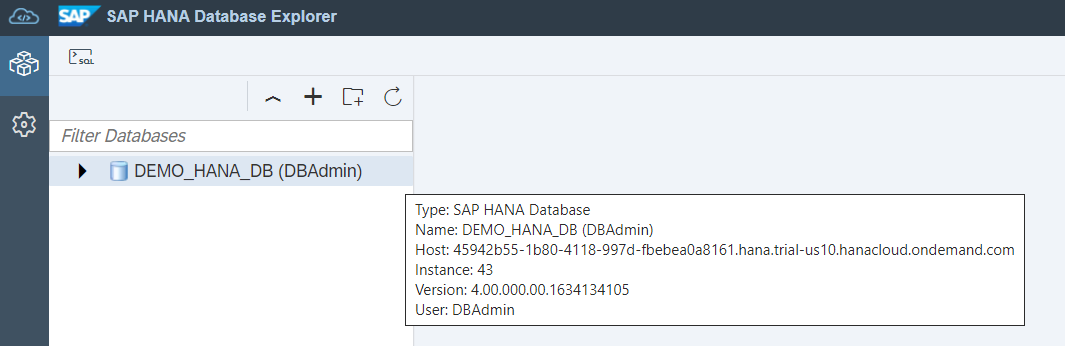 SAP SAP HANA Database Explorer
SQL
Filter Databases
DEMO_HANA_DB (DBAdmin)
Type: SAP HANA Database
Name: DEMO_HANA_DB (DBAdmin)
Host: 45942b55-1b80-4118-997d-fbebea0a8161.hana.trial-us10.hanacloud.ondemand.com
Instance: 43
Version: 4.00.000.00.1634134105
User: DBAdmin